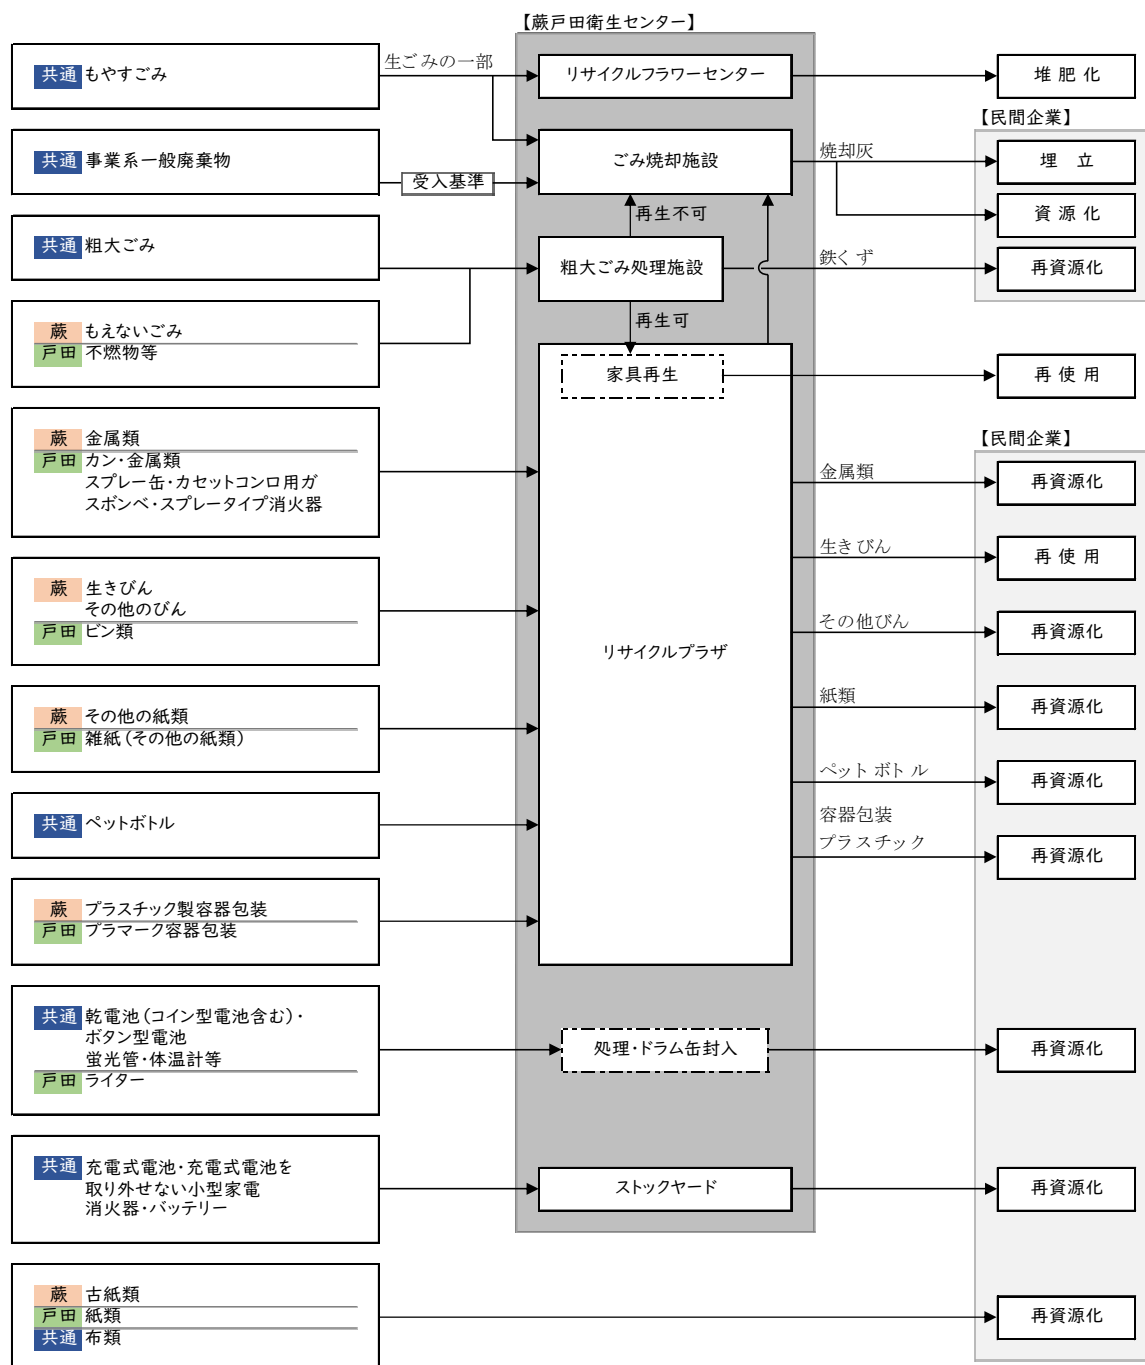 【蕨戸田衛生センター】
共通 もやすごみ
生ごみの一部
リサイクルフラワーセンター
堆肥化
【民間企業】
共通 事業系一般廃棄物
受入基準
ごみ焼却施設
焼却灰
埋 立
資源化
再生不可
共通 粗大ごみ
粗大ごみ処理施設
鉄くず
再資源化
再生可
蕨 もえないごみ
戸田 不燃物等
家具再生
再使用
【民間企業】
蕨 金属類
戸田 カン・金属類
スプレー缶・カセットコンロ用ガ
スボンベ・スプレータイプ消火器
金属類
再資源化
生きびん
再使用
蕨 生きびん
その他のびん
戸田 ビン類
その他びん
再資源化
リサイクルプラザ
蕨 その他の紙類
戸田 雑紙(その他の紙類)
紙類
再資源化
共通 ペットボトル
ペットボトル
再資源化
容器包装
プラスチック
再資源化
蕨 プラスチック製容器包装
戸田 プラマーク容器包装
共通 乾電池(コイン型電池含む)・
ボタン型電池
蛍光管・体温計等
戸田 ライター
処理・ドラム缶封入
再資源化
共通 充電式電池・充電式電池を
取り外せない小型家電
消火器・バッテリー
ストックヤード
再資源化
蕨 古紙類
戸田 紙類
共通 布類
再資源化